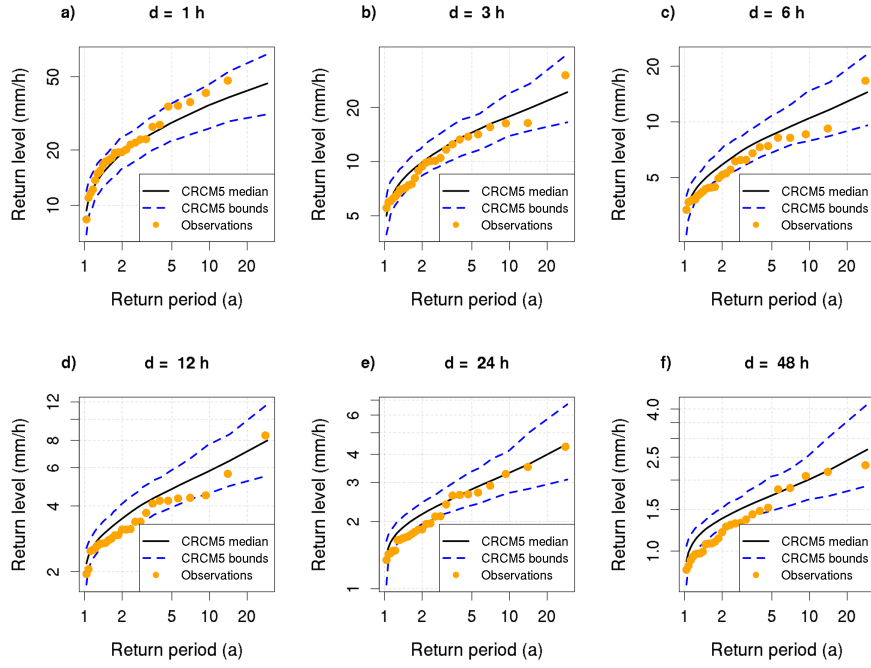 a)
d = 1 h
Return level (mm/h)
50
20
10
CRCM5 median
CRCM5 bounds
Observations
1
2
5
10
20
Return period (a)
b)
d = 3 h
Return level (mm/h)
20
10
5
CRCM5 median
CRCM5 bounds
Observations
1
2
5
10
20
Return period (a)
c)
d = 6 h
Return level (mm/h)
20
10
5
CRCM5 median
CRCM5 bounds
Observations
1
2
5
10
20
Return period (a)
d)
d = 12 h
Return level (mm/h)
12
8
6
4
2
CRCM5 median
CRCM5 bounds
Observations
1
2
5
10
20
Return period (a)
e)
d = 24 h
Return level (mm/h)
6
4
3
2
1
CRCM5 median
CRCM5 bounds
Observations
1
2
5
10
20
Return period (a)
f)
d = 48 h
Return level (mm/h)
4.0
2.5
1.5
1.0
CRCM5 median
CRCM5 bounds
Observations
1
2
5
10
20
Return period (a)